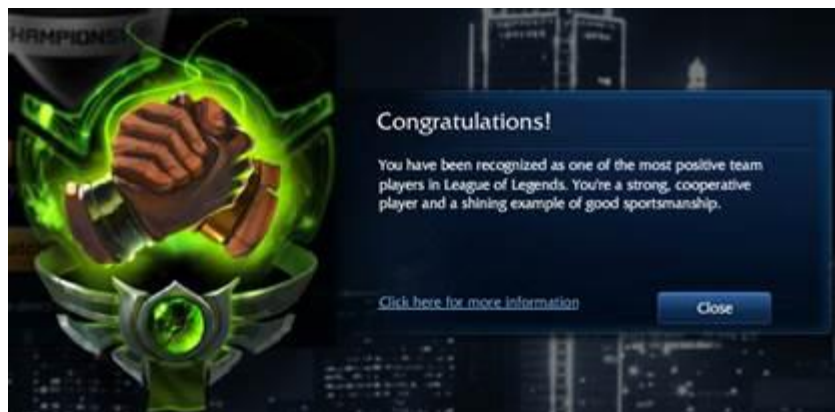 CHAMPIONS
Congratulations!
You have been recognized as one of the most positive team
players in League of Legends. You're a strong, cooperative
player and a shining example of good sportsmanship.
Click here for more information
Close